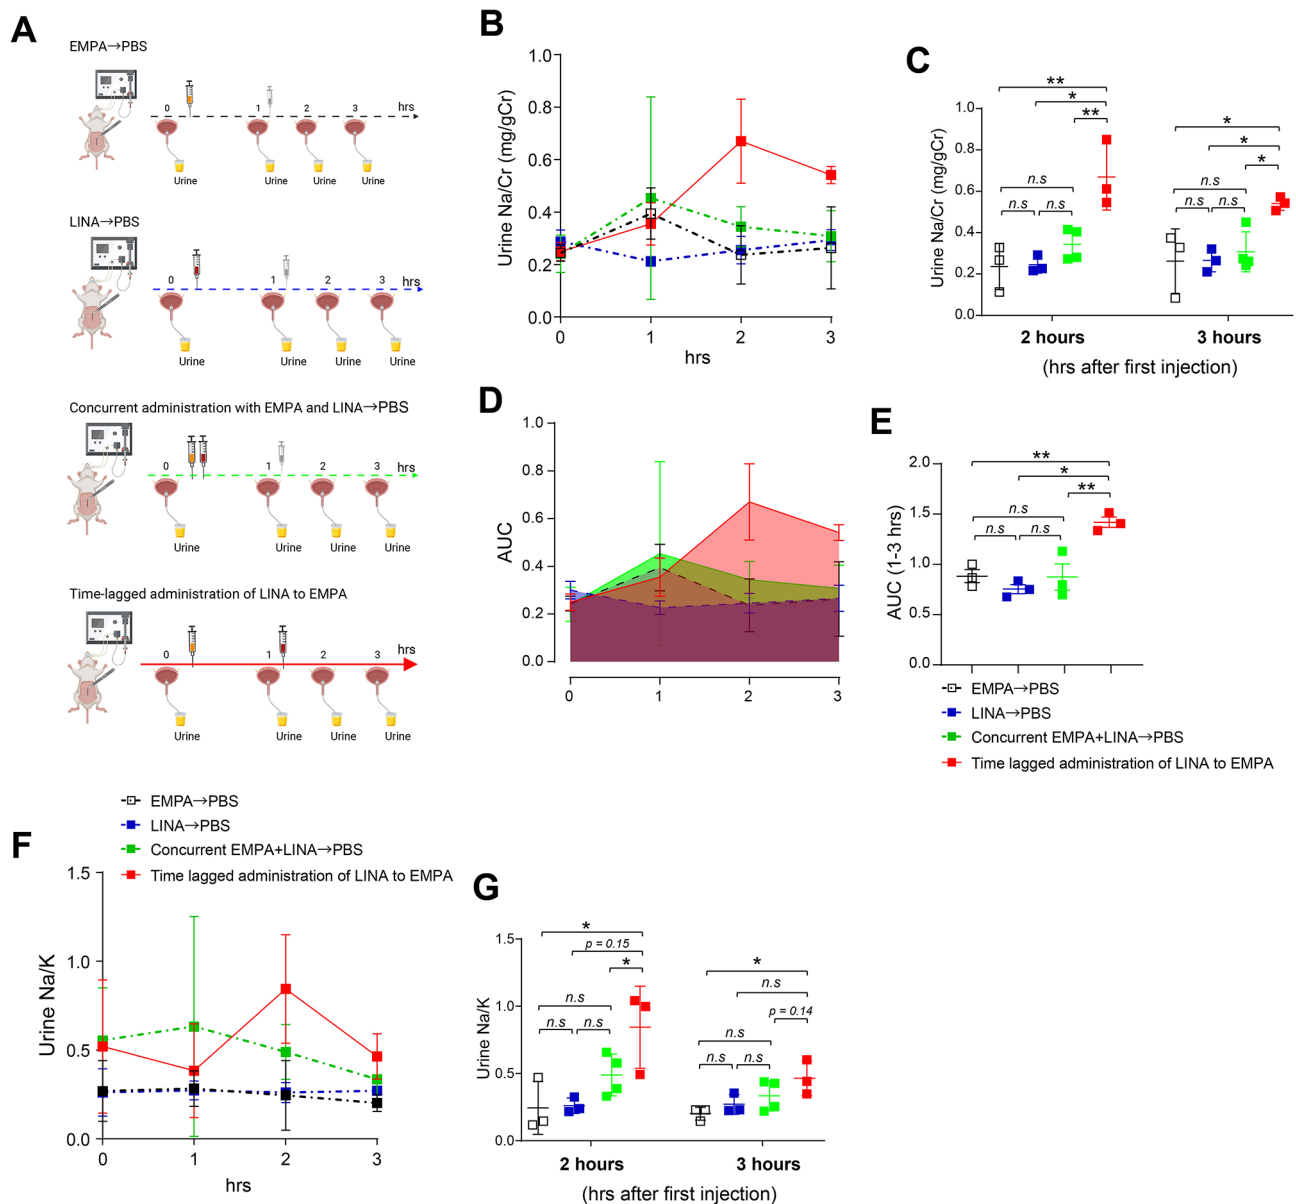 A
EMPA→PBS
0 1 2 3 hrs
Urine Urine Urine Urine
LINA→PBS
0 1 2 3 hrs
Urine Urine Urine Urine
Concurrent administration with EMPA and LINA→PBS
0 1 2 3 hrs
Urine Urine Urine Urine
Time-lagged administration of LINA to EMPA
0 1 2 3 hrs
Urine Urine Urine Urine
B
Urine Na/Cr (mg/gCr)
1.0
0.8
0.6
0.4
0.2
0.0
0 1 2 3
hrs
C
Urine Na/Cr (mg/gCr)
1.0
0.8
0.6
0.4
0.2
0.0
**
*
**
n.s
n.s n.s
*
*
*
n.s
n.s n.s
2 hours 3 hours
(hrs after first injection)
D
AUC
1.0
0.8
0.6
0.4
0.2
0.0
0 1 2 3
E
AUC (1-3 hrs)
2.0
1.5
1.0
0.5
0.0
**
*
**
n.s
n.s n.s
EMPA→PBS
LINA→PBS
Concurrent EMPA+LINA→PBS
Time lagged administration of LINA to EMPA
F
EMPA→PBS
LINA→PBS
Concurrent EMPA+LINA→PBS
Time lagged administration of LINA to EMPA
Urine Na/K
1.5
1.0
0.5
0.0
0 1 2 3
hrs
G
Urine Na/K
1.5
1.0
0.5
0.0
*
p = 0.15
*
n.s
n.s n.s
*
n.s
p = 0.14
n.s
n.s n.s
2 hours 3 hours
(hrs after first injection)